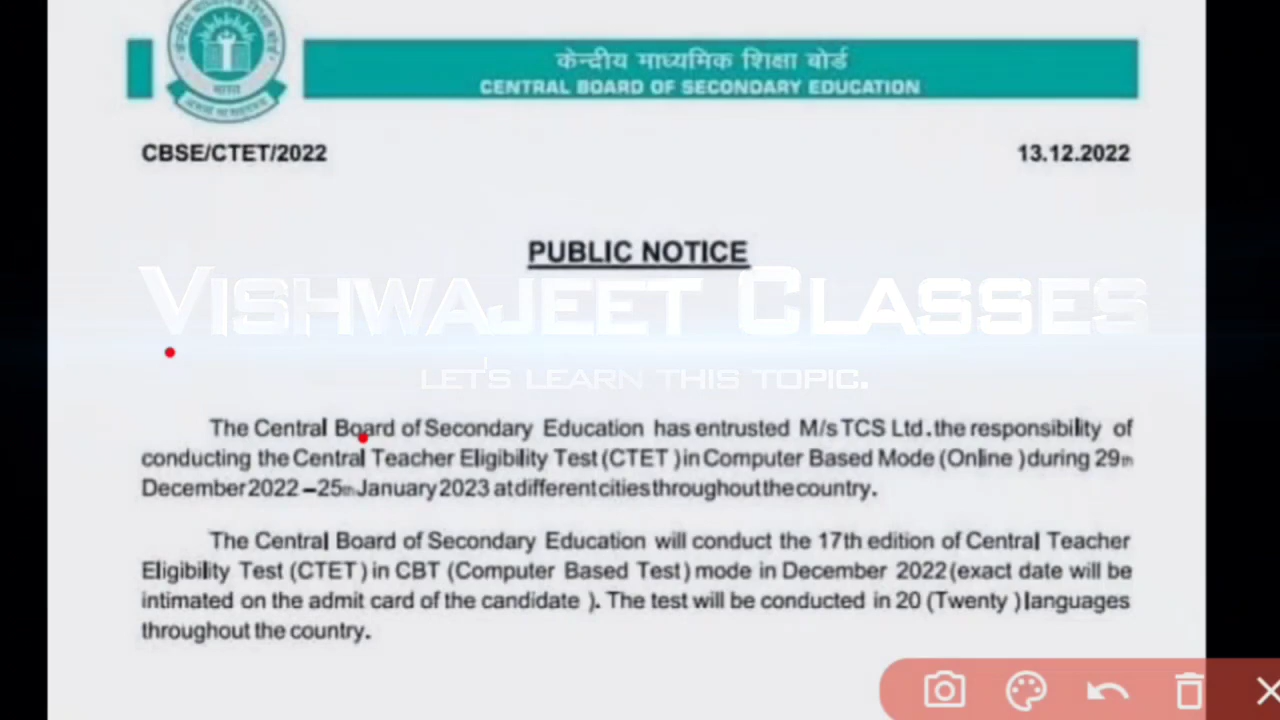 केन्द्रीय माध्यमिक शिक्षा बोर्ड
CENTRAL BOARD OF SECONDARY EDUCATION
भारत
CBSE/CTET/2022
13.12.2022
PUBLIC NOTICE
VISHWAJEET CLASSES
LET'S LEARN THIS TOPIC.
The Central Board of Secondary Education has entrusted M/s TCS Ltd. the responsibility of
conducting the Central Teacher Eligibility Test (CTET ) in Computer Based Mode (Online ) during 29th
December 2022 – 25th January 2023 at different cities throughout the country.
The Central Board of Secondary Education will conduct the 17th edition of Central Teacher
Eligibility Test (CTET ) in CBT (Computer Based Test) mode in December 2022 (exact date will be
intimated on the admit card of the candidate ). The test will be conducted in 20 (Twenty ) languages
throughout the country.